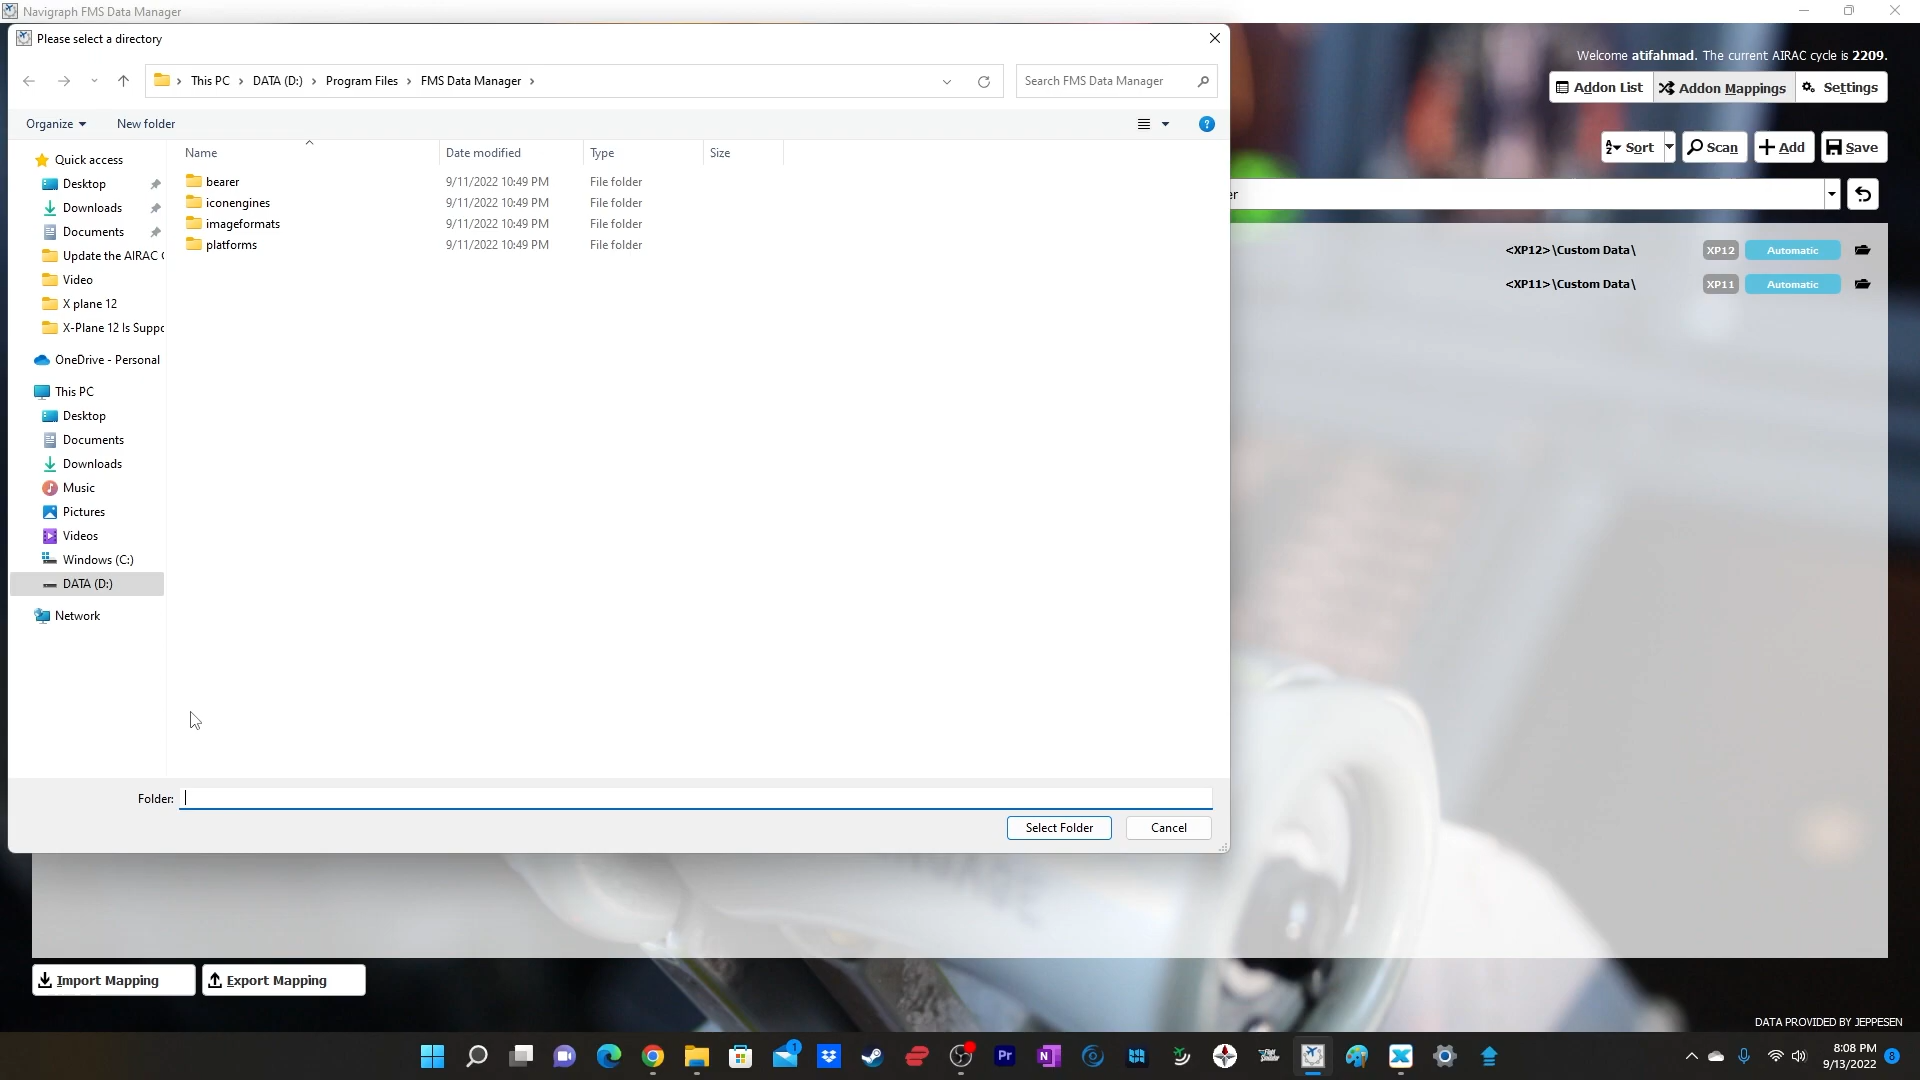 Navigraph FMS Data Manager
Please select a directory
This PC
DATA (D:)
Program Files
FMS Data Manager
Search FMS Data Manager
Organize
New folder
Name
Date modified
Type
Size
bearer 9/11/2022 10:49 PM File folder
iconengines 9/11/2022 10:49 PM File folder
imageformats 9/11/2022 10:49 PM File folder
platforms 9/11/2022 10:49 PM File folder
Quick access
Desktop
Downloads
Documents
Update the AIRAC
Video
X plane 12
X-Plane 12 Is Suppo
OneDrive - Personal
This PC
Desktop
Documents
Downloads
Music
Pictures
Videos
Windows (C:)
DATA (D:)
Network
Folder:
Select Folder
Cancel
Welcome atifahmad. The current AIRAC cycle is 2209.
Addon List
Addon Mappings
Settings
Sort
Scan
Add
Save
er
<XP12>\Custom Data\ XP12 Automatic
<XP11>\Custom Data\ XP11 Automatic
Import Mapping
Export Mapping
DATA PROVIDED BY JEPPESEN
1
Pr
N
8:08 PM
9/13/2022
8